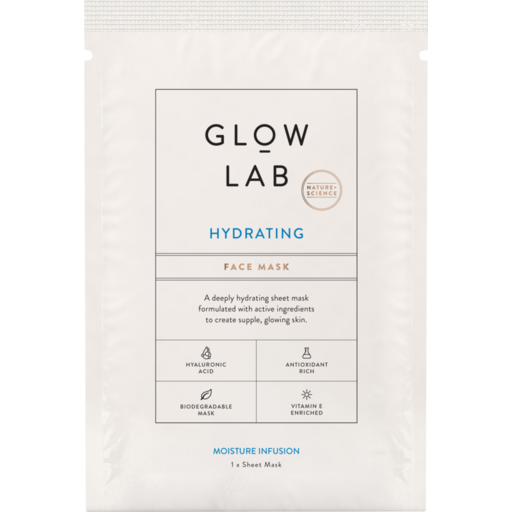 GLOW
LAB
NATURE+
SCIENCE
HYDRATING
FACE MASK
A deeply hydrating sheet mask
formulated with active ingredients
to create supple, glowing skin.
HYALURONIC
ACID
ANTIOXIDANT
RICH
BIODEGRADABLE
MASK
VITAMIN E
ENRICHED
MOISTURE INFUSION
1 x Sheet Mask